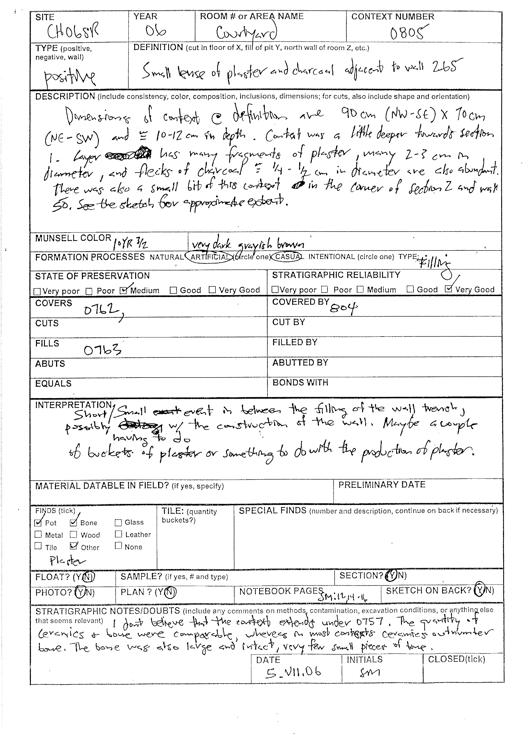 SITE YEAR ROOM # or AREA NAME CONTEXT NUMBER
CH06SR 06 Courtyard 0805
TYPE (positive, negative, wall) DEFINITION (cut in floor of X, fill of pit Y, north wall of room Z, etc.)
positive Small lense of plaster and charcoal adjacent to wall 265
DESCRIPTION (include consistency, color, composition, inclusions, dimensions; for cuts, also include shape and orientation)
Dimensions of context @ definition are 90 cm (NW-SE) X 70 cm
(NE-SW) and ≅ 10-12 cm in depth. Context was a little deeper towards section
1. Layer has many fragments of plaster, many 2-3 cm in
diameter, and flecks of charcoal ≅ 1/4 - 1/2 cm in diameter are also abundant.
There was also a small bit of this context in the corner of section 2 and wall
50. See the sketch for approximate extent.
MUNSELL COLOR 10YR 3/2 very dark grayish brown
FORMATION PROCESSES NATURAL, ARTIFICIAL (circle one) CASUAL, INTENTIONAL (circle one) TYPE: Filling
STATE OF PRESERVATION STRATIGRAPHIC RELIABILITY
Very poor Poor Medium Good Very Good Very poor Poor Medium Good Very Good
COVERS 0762, COVERED BY 804
CUTS CUT BY
FILLS 0763 FILLED BY
ABUTS ABUTTED BY
EQUALS BONDS WITH
INTERPRETATION
Short/Small event in between the filling of the wall trench,
possibly having to do w/ the construction of the wall. Maybe a couple
of buckets of plaster or something to do with the production of plaster.
MATERIAL DATABLE IN FIELD? (if yes, specify) PRELIMINARY DATE
FINDS (tick) TILE: (quantity buckets?) SPECIAL FINDS (number and description, continue on back if necessary)
Pot Bone Glass
Metal Wood Leather
Tile Other None
Plaster
FLOAT? (Y/N) SAMPLE? (if yes, # and type) SECTION? (Y/N)
PHOTO? (Y/N) PLAN? (Y/N) NOTEBOOK PAGES SKETCH ON BACK? (Y/N)
STRATIGRAPHIC NOTES/DOUBTS (include any comments on methods, contamination, excavation conditions, or anything else
that seems relevant) I don't believe that the context extends under 0757. The quantity of
ceramics & bone were comparable, whereas in most contexts ceramics outnumber
bone. The bone was also large and intact, very few small pieces of bone.
DATE INITIALS CLOSED(tick)
5.VII.06 SM